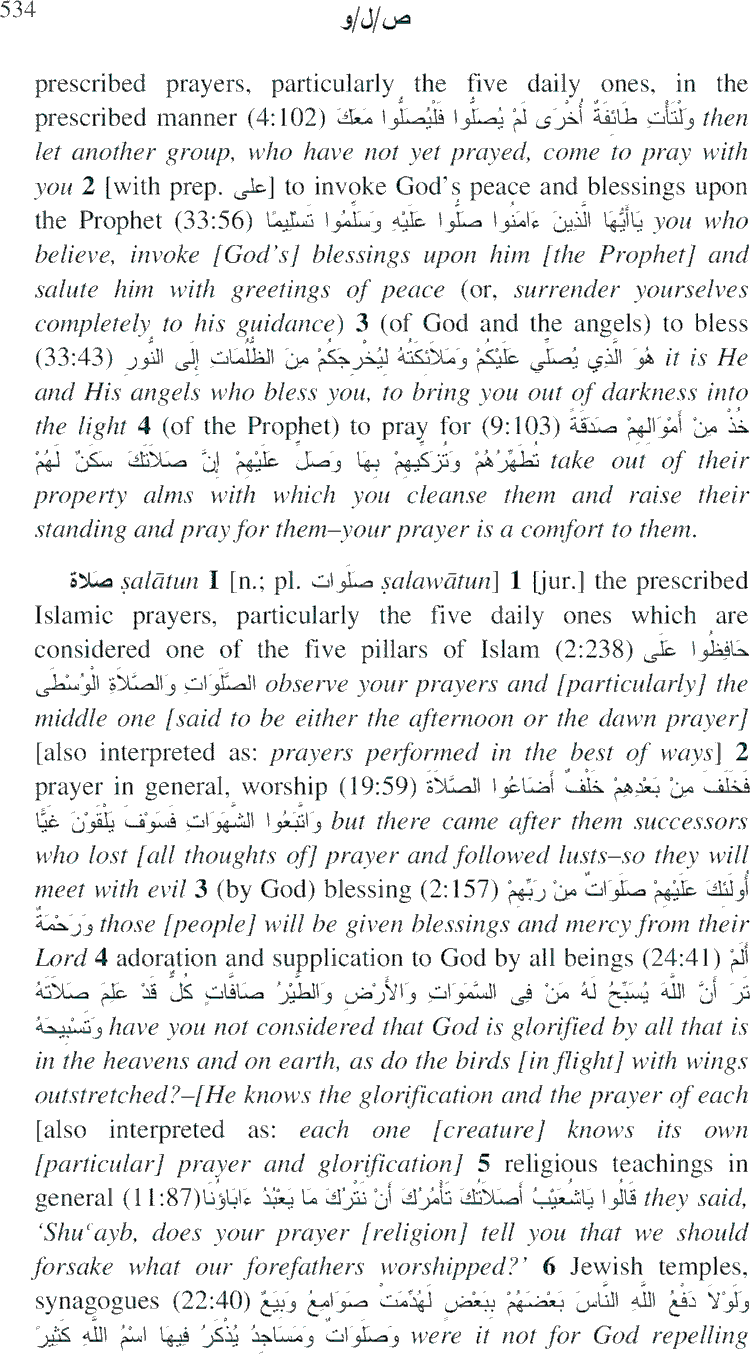 534
ص/ل/و
prescribed prayers, particularly the five daily ones, in the
prescribed manner (4:102) وَلْتَأْتِ طَائِفَةٌ أُخْرَى لَمْ يُصَلُّوا فَلْيُصَلُّوا مَعَكَ then
let another group, who have not yet prayed, come to pray with
you 2 [with prep. على] to invoke God's peace and blessings upon
the Prophet (33:56) يَاأَيُّهَا الَّذِينَ ءَامَنُوا صَلُّوا عَلَيْهِ وَسَلِّمُوا تَسْلِيمًا you who
believe, invoke [God's] blessings upon him [the Prophet] and
salute him with greetings of peace (or, surrender yourselves
completely to his guidance) 3 (of God and the angels) to bless
(33:43) هُوَ الَّذِي يُصَلِّي عَلَيْكُمْ وَمَلَائِكَتُهُ لِيُخْرِجَكُمْ مِنَ الظُّلُمَاتِ إِلَى النُّورِ it is He
and His angels who bless you, to bring you out of darkness into
the light 4 (of the Prophet) to pray for (9:103) خُذْ مِنْ أَمْوَالِهِمْ صَدَقَةً
تُطَهِّرُهُمْ وَتُزَكِّيهِمْ بِهَا وَصَلِّ عَلَيْهِمْ إِنَّ صَلَاتَكَ سَكَنٌ لَهُمْ take out of their
property alms with which you cleanse them and raise their
standing and pray for them–your prayer is a comfort to them.
صَلاة ṣalātun I [n.; pl. صَلَوات ṣalawātun] 1 [jur.] the prescribed
Islamic prayers, particularly the five daily ones which are
considered one of the five pillars of Islam (2:238) حَافِظُوا عَلَى
الصَّلَوَاتِ وَالصَّلَاةِ الْوُسْطَى observe your prayers and [particularly] the
middle one [said to be either the afternoon or the dawn prayer]
[also interpreted as: prayers performed in the best of ways] 2
prayer in general, worship (19:59) فَخَلَفَ مِنْ بَعْدِهِمْ خَلْفٌ أَضَاعُوا الصَّلَاةَ
وَاتَّبَعُوا الشَّهَوَاتِ فَسَوْفَ يَلْقَوْنَ غَيًّا but there came after them successors
who lost [all thoughts of] prayer and followed lusts–so they will
meet with evil 3 (by God) blessing (2:157) أُولَئِكَ عَلَيْهِمْ صَلَوَاتٌ مِنْ رَبِّهِمْ
وَرَحْمَةٌ those [people] will be given blessings and mercy from their
Lord 4 adoration and supplication to God by all beings (24:41) أَلَمْ
تَرَ أَنَّ اللَّهَ يُسَبِّحُ لَهُ مَنْ فِي السَّمَوَاتِ وَالْأَرْضِ وَالطَّيْرُ صَافَّاتٍ كُلٌّ قَدْ عَلِمَ صَلَاتَهُ
وَتَسْبِيحَهُ have you not considered that God is glorified by all that is
in the heavens and on earth, as do the birds [in flight] with wings
outstretched?–[He knows the glorification and the prayer of each
[also interpreted as: each one [creature] knows its own
[particular] prayer and glorification] 5 religious teachings in
general (11:87) قَالُوا يَاشُعَيْبُ أَصَلَاتُكَ تَأْمُرُكَ أَنْ نَتْرُكَ مَا يَعْبُدُ ءَابَاؤُنَا they said,
‘Shuʿayb, does your prayer [religion] tell you that we should
forsake what our forefathers worshipped?’ 6 Jewish temples,
synagogues (22:40) وَلَوْلَا دَفْعُ اللَّهِ النَّاسَ بَعْضَهُمْ بِبَعْضٍ لَهُدِّمَتْ صَوَامِعُ وَبِيَعٌ
وَصَلَوَاتٌ وَمَسَاجِدُ يُذْكَرُ فِيهَا اسْمُ اللَّهِ كَثِيرً were it not for God repelling